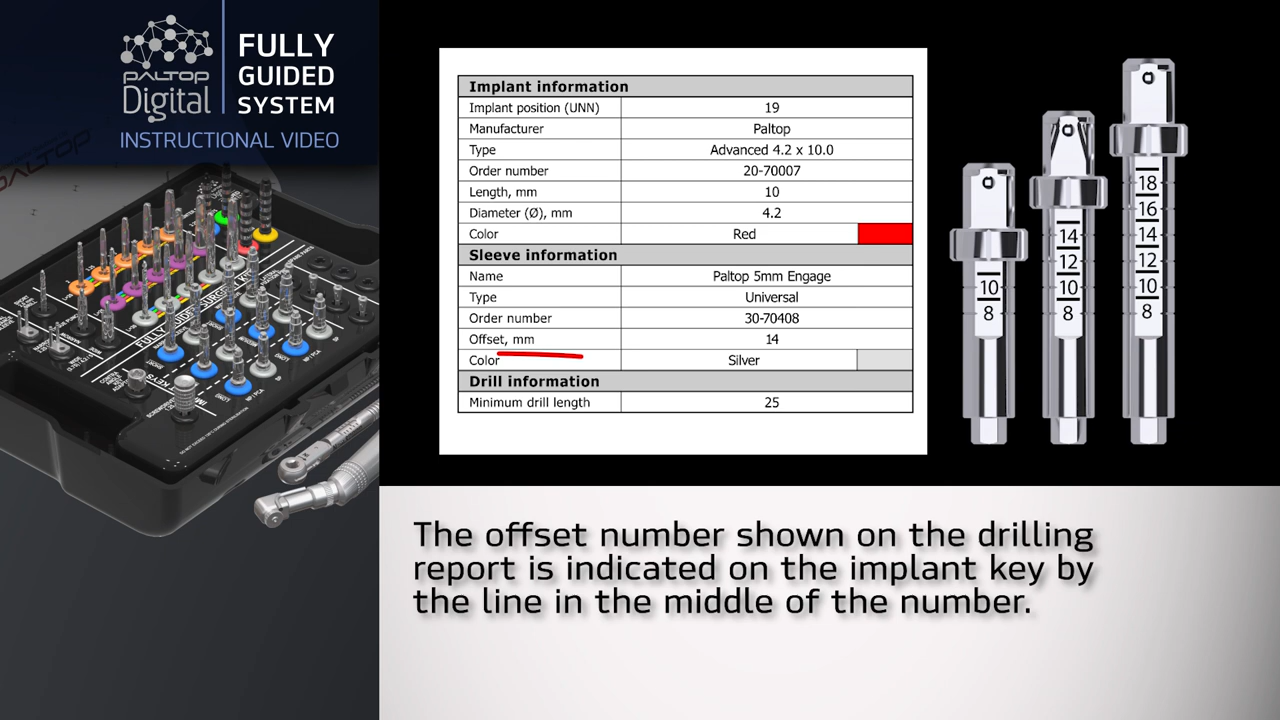 PALTOP
Digital
FULLY
GUIDED
SYSTEM
INSTRUCTIONAL VIDEO
Implant information
Implant position (UNN) 19
Manufacturer Paltop
Type Advanced 4.2 x 10.0
Order number 20-70007
Length, mm 10
Diameter (Ø), mm 4.2
Color Red
Sleeve information
Name Paltop 5mm Engage
Type Universal
Order number 30-70408
Offset, mm 14
Color Silver
Drill information
Minimum drill length 25
10
8
14
12
10
8
18
16
14
12
10
8
The offset number shown on the drilling
report is indicated on the implant key by
the line in the middle of the number.